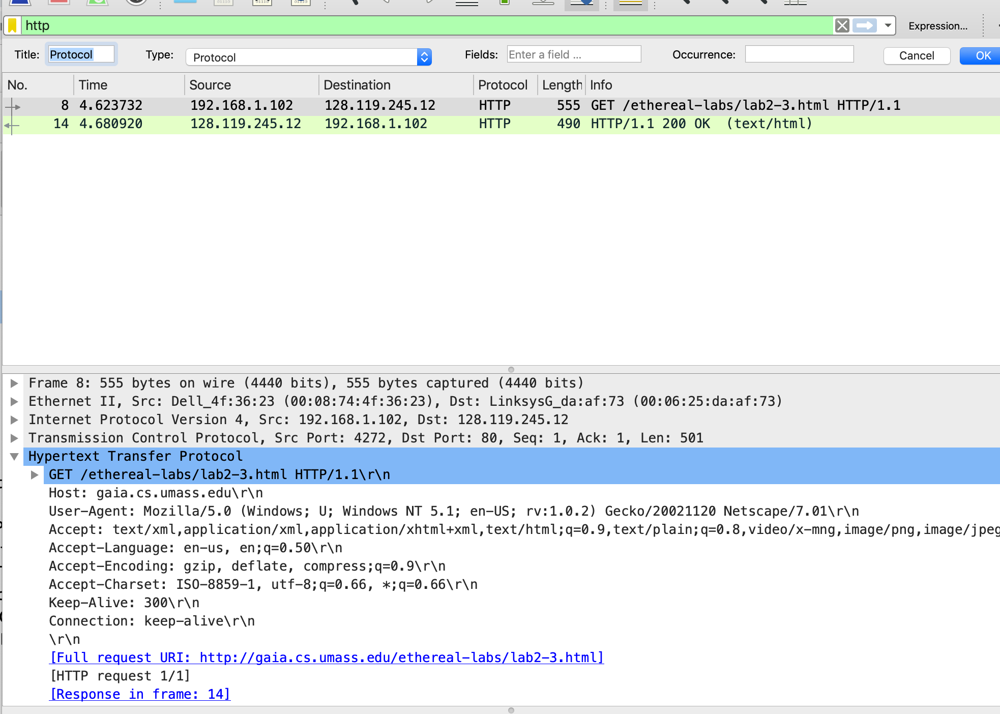 http Expression...
Title: Protocol Type: Protocol Fields: Enter a field ... Occurrence: Cancel OK
No. Time Source Destination Protocol Length Info
8 4.623732 192.168.1.102 128.119.245.12 HTTP 555 GET /ethereal-labs/lab2-3.html HTTP/1.1
14 4.680920 128.119.245.12 192.168.1.102 HTTP 490 HTTP/1.1 200 OK (text/html)
Frame 8: 555 bytes on wire (4440 bits), 555 bytes captured (4440 bits)
Ethernet II, Src: Dell_4f:36:23 (00:08:74:4f:36:23), Dst: LinksysG_da:af:73 (00:06:25:da:af:73)
Internet Protocol Version 4, Src: 192.168.1.102, Dst: 128.119.245.12
Transmission Control Protocol, Src Port: 4272, Dst Port: 80, Seq: 1, Ack: 1, Len: 501
Hypertext Transfer Protocol
GET /ethereal-labs/lab2-3.html HTTP/1.1\r\n
Host: gaia.cs.umass.edu\r\n
User-Agent: Mozilla/5.0 (Windows; U; Windows NT 5.1; en-US; rv:1.0.2) Gecko/20021120 Netscape/7.01\r\n
Accept: text/xml,application/xml,application/xhtml+xml,text/html;q=0.9,text/plain;q=0.8,video/x-mng,image/png,image/jpeg
Accept-Language: en-us, en;q=0.50\r\n
Accept-Encoding: gzip, deflate, compress;q=0.9\r\n
Accept-Charset: ISO-8859-1, utf-8;q=0.66, *;q=0.66\r\n
Keep-Alive: 300\r\n
Connection: keep-alive\r\n
\r\n
[Full request URI: http://gaia.cs.umass.edu/ethereal-labs/lab2-3.html]
[HTTP request 1/1]
[Response in frame: 14]